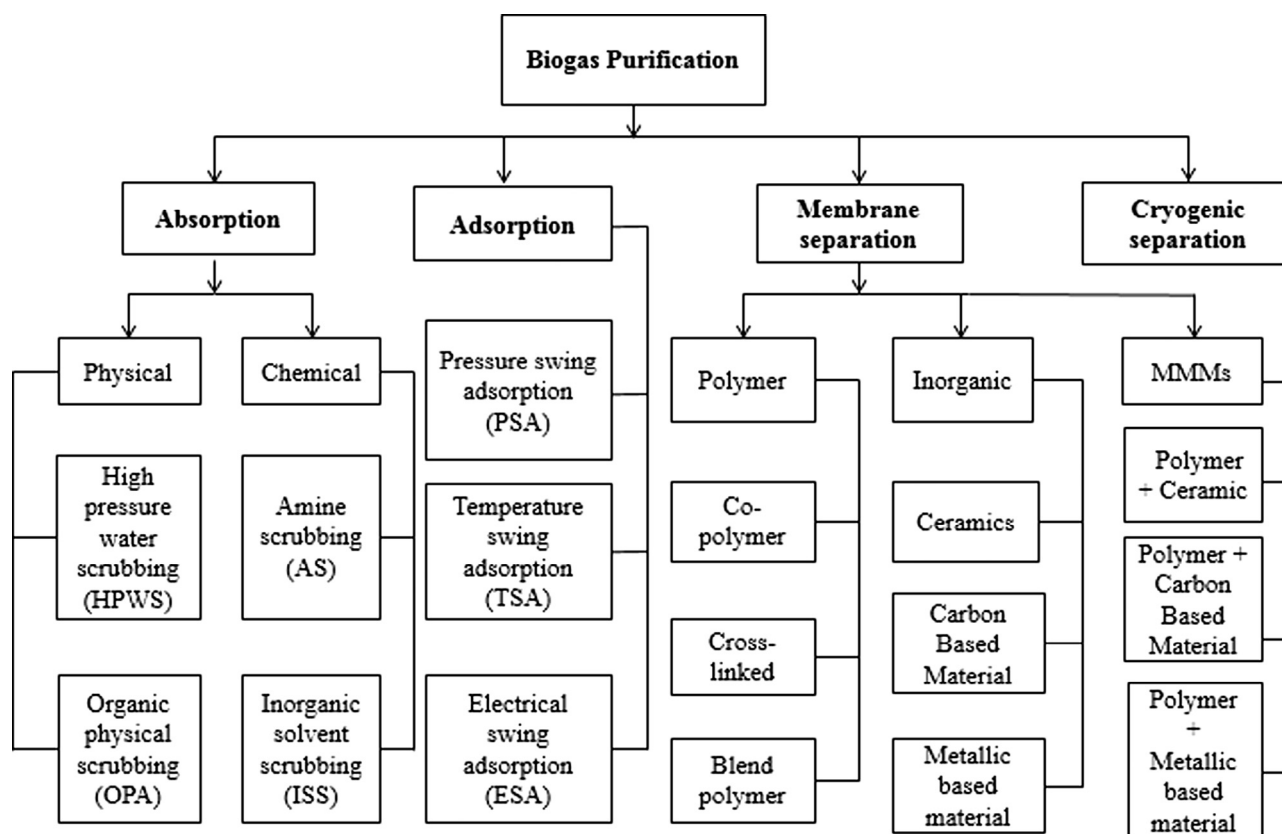 Biogas Purification
Absorption
Adsorption
Membrane
separation
Cryogenic
separation
Physical
Chemical
Pressure swing
adsorption
(PSA)
Polymer
Inorganic
MMMs
High
pressure
water
scrubbing
(HPWS)
Amine
scrubbing
(AS)
Temperature
swing
adsorption
(TSA)
Co-
polymer
Ceramics
Polymer
+ Ceramic
Cross-
linked
Carbon
Based
Material
Polymer +
Carbon
Based
Material
Organic
physical
scrubbing
(OPA)
Inorganic
solvent
scrubbing
(ISS)
Electrical
swing
adsorption
(ESA)
Blend
polymer
Metallic
based
material
Polymer
+
Metallic
based
material